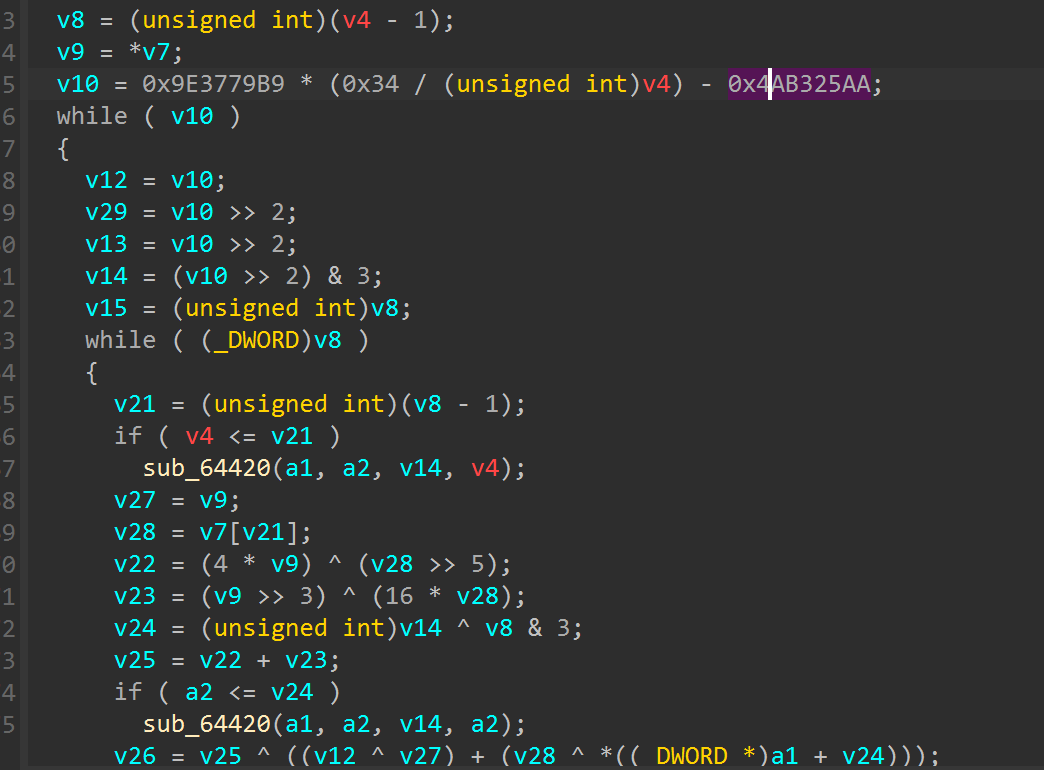 3 v8 = (unsigned int)(v4 - 1);
4 v9 = *v7;
5 v10 = 0x9E3779B9 * (0x34 / (unsigned int)v4) - 0x4AB325AA;
6 while ( v10 )
7 {
8 v12 = v10;
9 v29 = v10 >> 2;
0 v13 = v10 >> 2;
1 v14 = (v10 >> 2) & 3;
2 v15 = (unsigned int)v8;
3 while ( (_DWORD)v8 )
4 {
5 v21 = (unsigned int)(v8 - 1);
6 if ( v4 <= v21 )
7 sub_64420(a1, a2, v14, v4);
8 v27 = v9;
9 v28 = v7[v21];
0 v22 = (4 * v9) ^ (v28 >> 5);
1 v23 = (v9 >> 3) ^ (16 * v28);
2 v24 = (unsigned int)v14 ^ v8 & 3;
3 v25 = v22 + v23;
4 if ( a2 <= v24 )
5 sub_64420(a1, a2, v14, a2);
v26 = v25 ^ ((v12 ^ v27) + (v28 ^ *((_DWORD *)a1 + v24)));